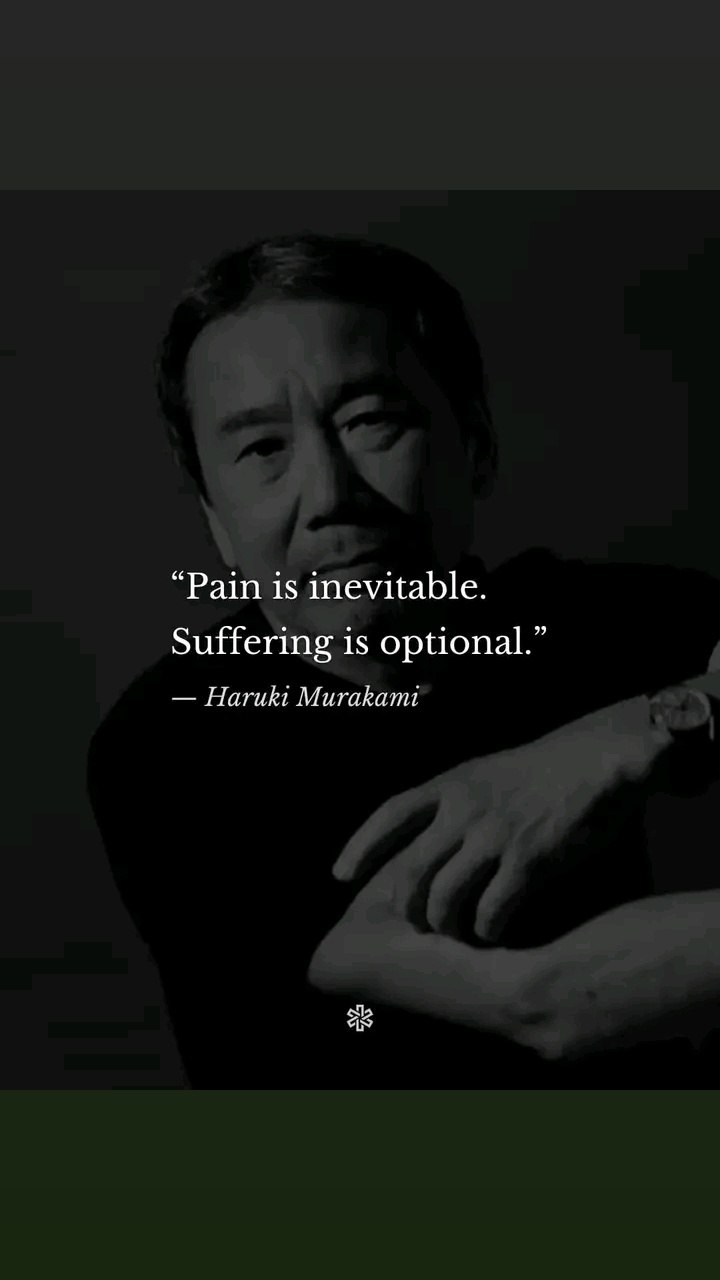 “Pain is inevitable.
Suffering is optional.”
— Haruki Murakami